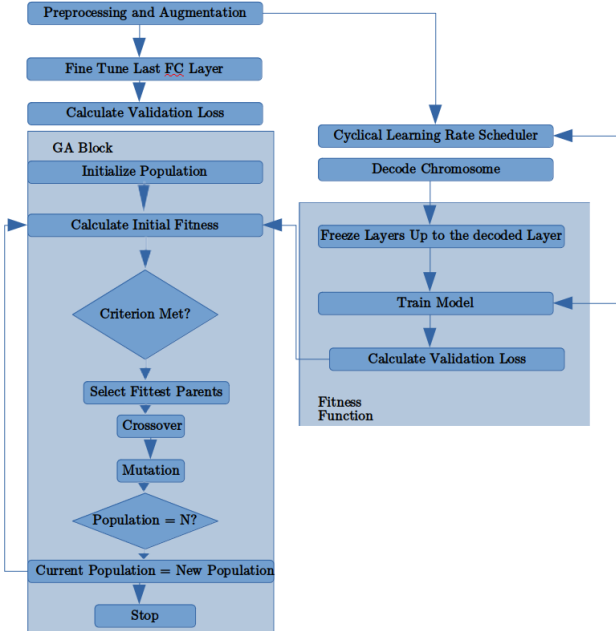 Preprocessing and Augmentation
Fine Tune Last FC Layer
Calculate Validation Loss
GA Block
Initialize Population
Calculate Initial Fitness
Criterion Met?
Select Fittest Parents
Crossover
Mutation
Population = N?
Current Population = New Population
Stop
Cyclical Learning Rate Scheduler
Decode Chromosome
Freeze Layers Up to the decoded Layer
Train Model
Calculate Validation Loss
Fitness
Function